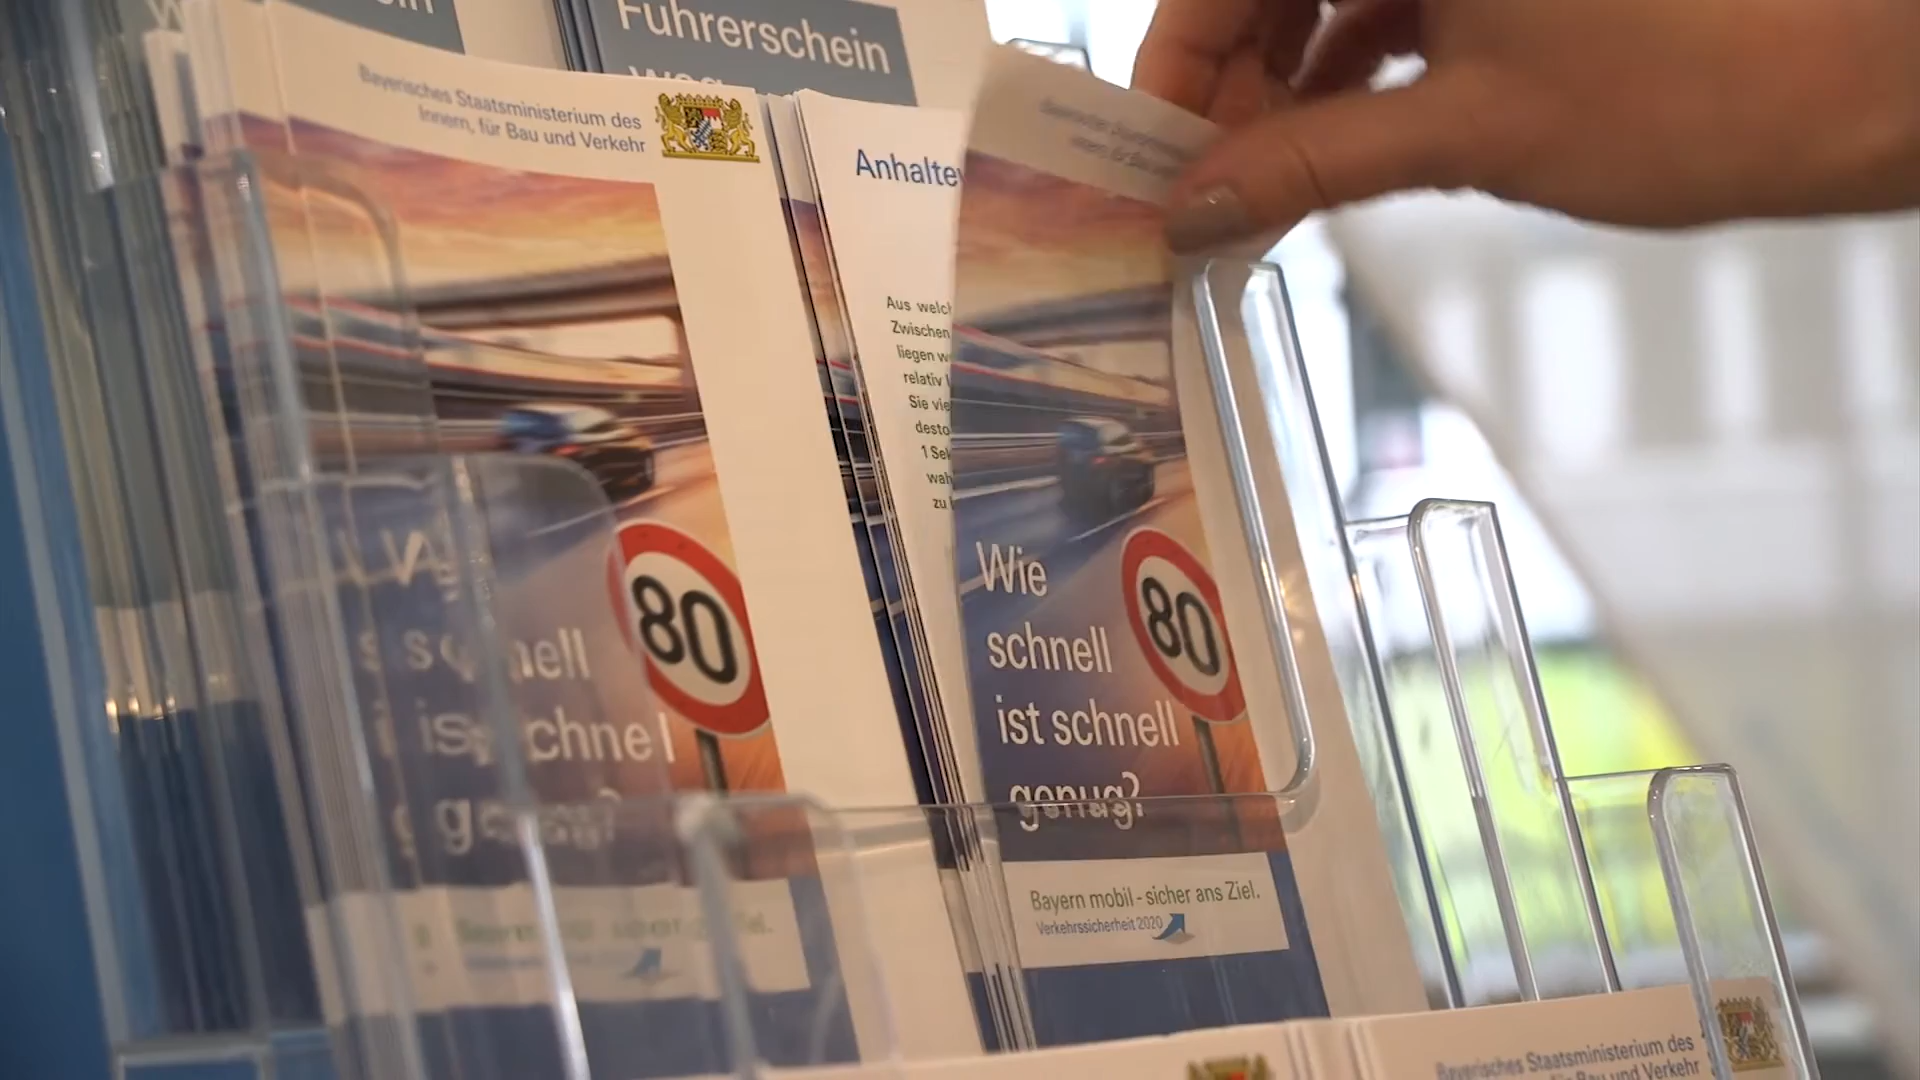 Führerschein
weg
Bayerisches Staatsministerium des
Innern, für Bau und Verkehr
80
Anhalte
Aus welch
Zwischen
liegen
relativ
Sie vie
desto
1 Sek
wah
zu
Wie
schnell
ist schnell
genug?
80
Bayern mobil - sicher ans Ziel.
Verkehrssicherheit 2020
Bayerisches Staatsministerium des
für Bau und Verkehr